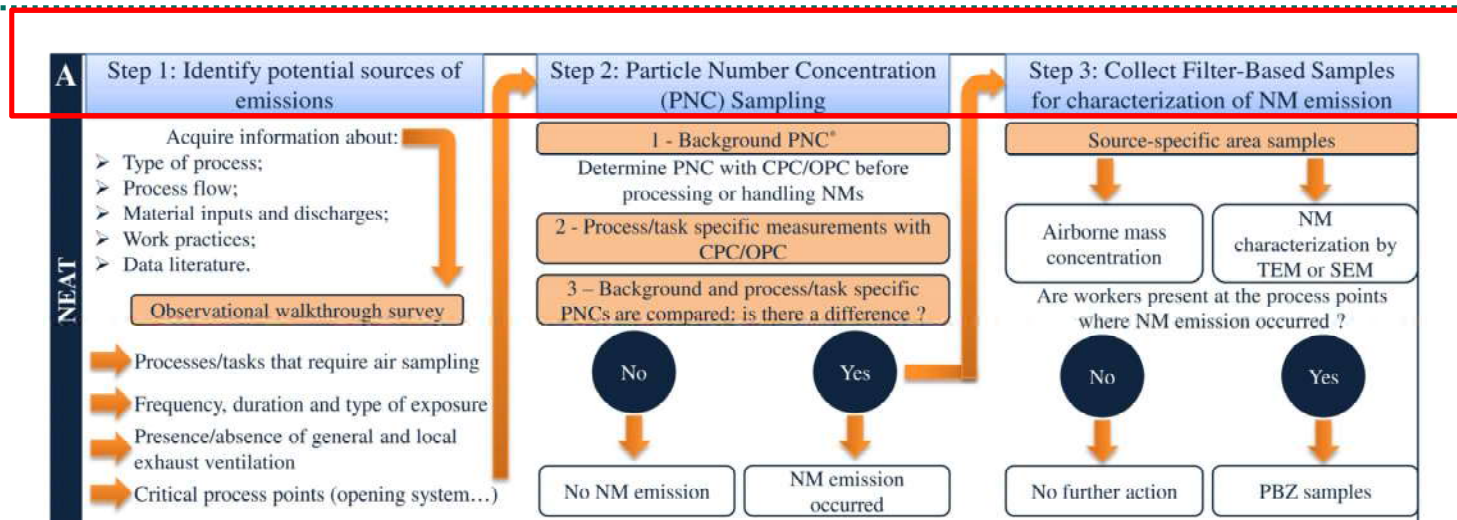 A
NEAT
Step 1: Identify potential sources of
emissions
Acquire information about:
➢ Type of process;
➢ Process flow;
➢ Material inputs and discharges;
➢ Work practices;
➢ Data literature.
Observational walkthrough survey
Processes/tasks that require air sampling
Frequency, duration and type of exposure
Presence/absence of general and local
exhaust ventilation
Critical process points (opening system…)
Step 2: Particle Number Concentration
(PNC) Sampling
1 - Background PNC*
Determine PNC with CPC/OPC before
processing or handling NMs
2 - Process/task specific measurements with
CPC/OPC
3 – Background and process/task specific
PNCs are compared: is there a difference ?
No
Yes
No NM emission
NM emission
occurred
Step 3: Collect Filter-Based Samples
for characterization of NM emission
Source-specific area samples
Airborne mass
concentration
NM
characterization by
TEM or SEM
Are workers present at the process points
where NM emission occurred ?
No
Yes
No further action
PBZ samples